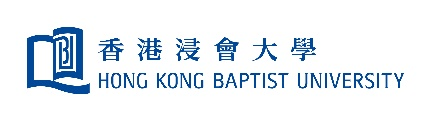 香港浸會大學
HONG KONG BAPTIST UNIVERSITY